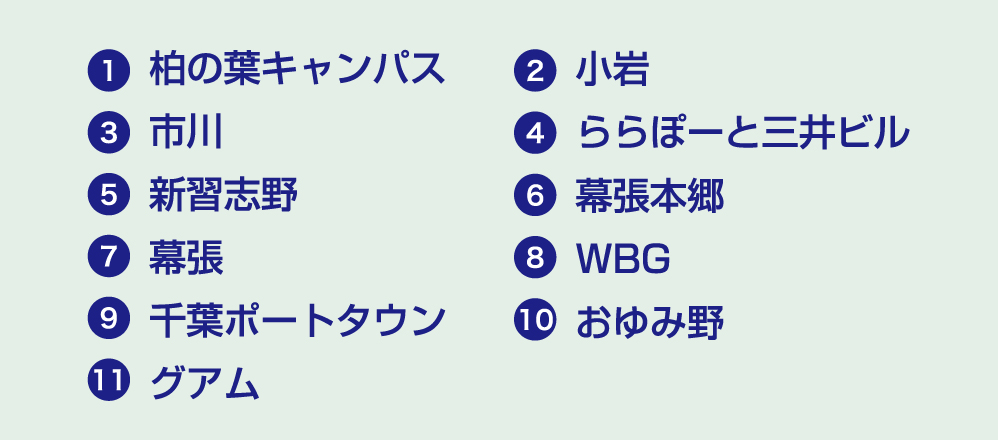 ❶ 柏の葉キャンパス
❷ 小岩
❸ 市川
❹ ららぽーと三井ビル
❺ 新習志野
❻ 幕張本郷
❼ 幕張
❽ WBG
❾ 千葉ポートタウン
❿ おゆみ野
⓫ グアム